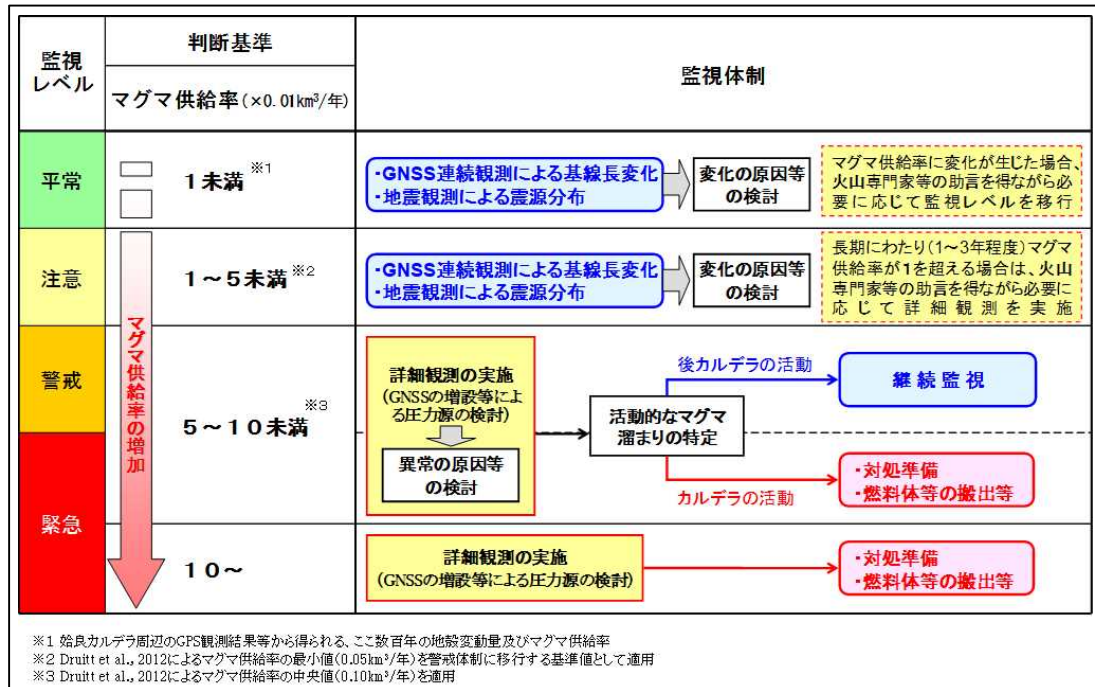 監視
レベル
判断基準
マグマ供給率(×0.01km³/年)
監視体制
平常
1未満 ※1
・GNSS連続観測による基線長変化
・地震観測による震源分布
変化の原因等
の検討
マグマ供給率に変化が生じた場合、
火山専門家等の助言を得ながら必
要に応じて監視レベルを移行
注意
1～5未満 ※2
・GNSS連続観測による基線長変化
・地震観測による震源分布
変化の原因等
の検討
長期にわたり(1～3年程度)マグマ
供給率が1を超える場合は、火山
専門家等の助言を得ながら必要に
応じて詳細観測を実施
マグマ供給率の増加
警戒
緊急
5～10未満 ※3
詳細観測の実施
(GNSSの増設等によ
る圧力源の検討)
異常の原因等
の検討
活動的なマグマ
溜まりの特定
後カルデラの活動
継続監視
カルデラの活動
・対処準備
・燃料体等の搬出等
10～
詳細観測の実施
(GNSSの増設等による圧力源の検討)
・対処準備
・燃料体等の搬出等
※1 姶良カルデラ周辺のGPS観測結果等から得られる、ここ数百年の地殻変動量及びマグマ供給率
※2 Druitt et al., 2012によるマグマ供給率の最小値(0.05km³/年)を警戒体制に移行する基準値として適用
※3 Druitt et al., 2012によるマグマ供給率の中央値(0.10km³/年)を適用